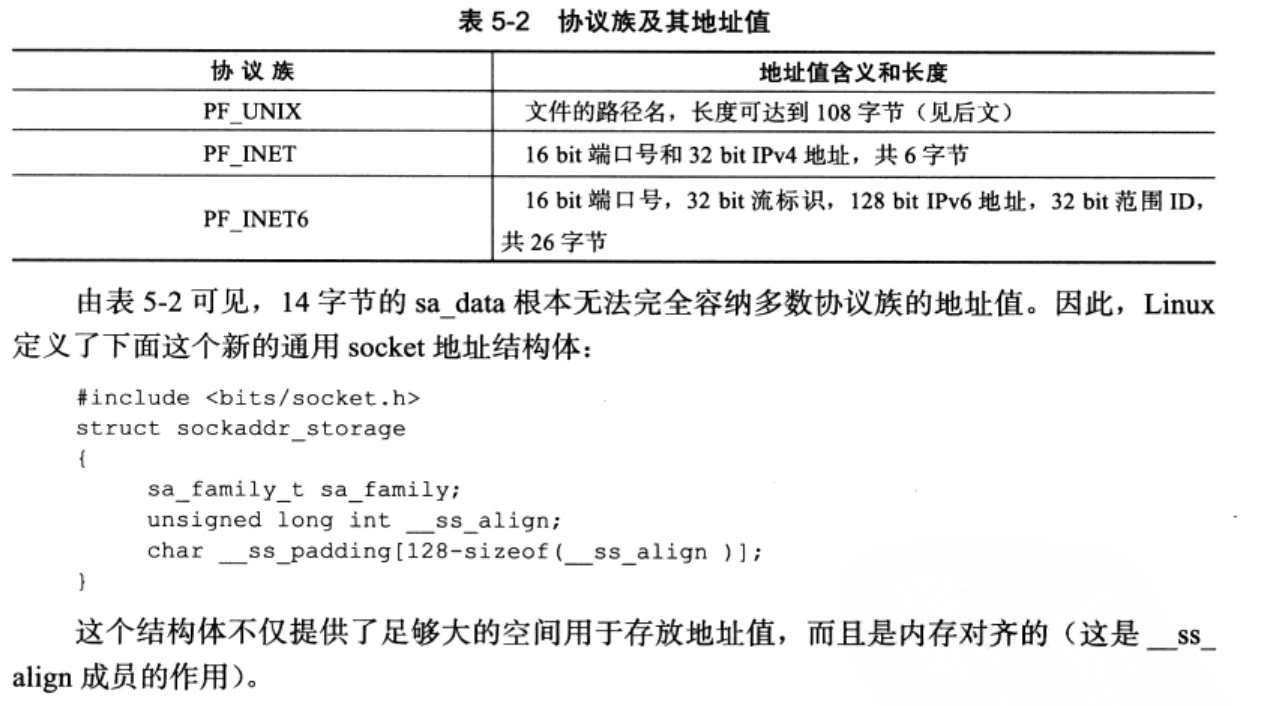 表 5-2 协议族及其地址值
协 议 族 地址值含义和长度
PF_UNIX 文件的路径名，长度可达到 108 字节（见后文）
PF_INET 16 bit 端口号和 32 bit IPv4 地址，共 6 字节
PF_INET6 16 bit 端口号，32 bit 流标识，128 bit IPv6 地址，32 bit 范围 ID，
共 26 字节
由表 5-2 可见，14 字节的 sa_data 根本无法完全容纳多数协议族的地址值。因此，Linux
定义了下面这个新的通用 socket 地址结构体：
#include <bits/socket.h>
struct sockaddr_storage
{
sa_family_t sa_family;
unsigned long int __ss_align;
char __ss_padding[128-sizeof(__ss_align )];
}
这个结构体不仅提供了足够大的空间用于存放地址值，而且是内存对齐的（这是 __ss_
align 成员的作用）。